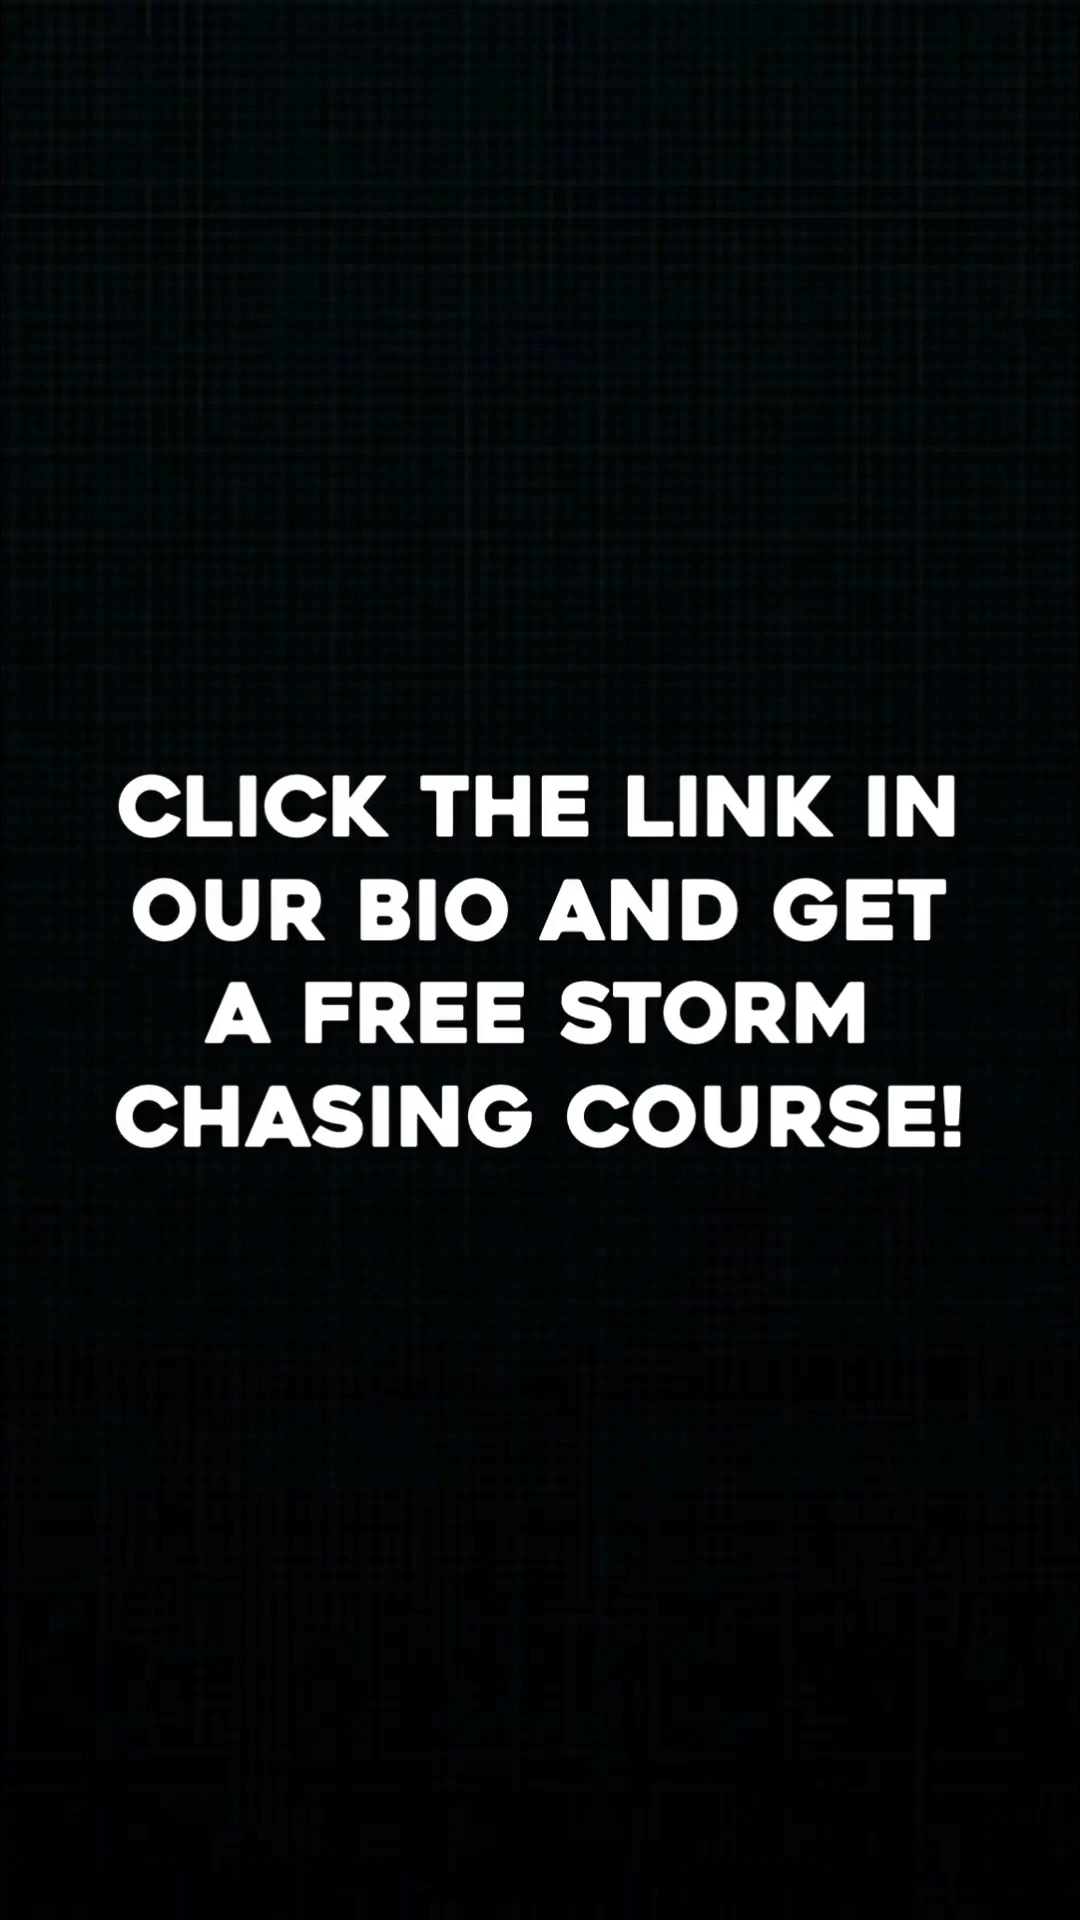 CLICK THE LINK IN
OUR BIO AND GET
A FREE STORM
CHASING COURSE!